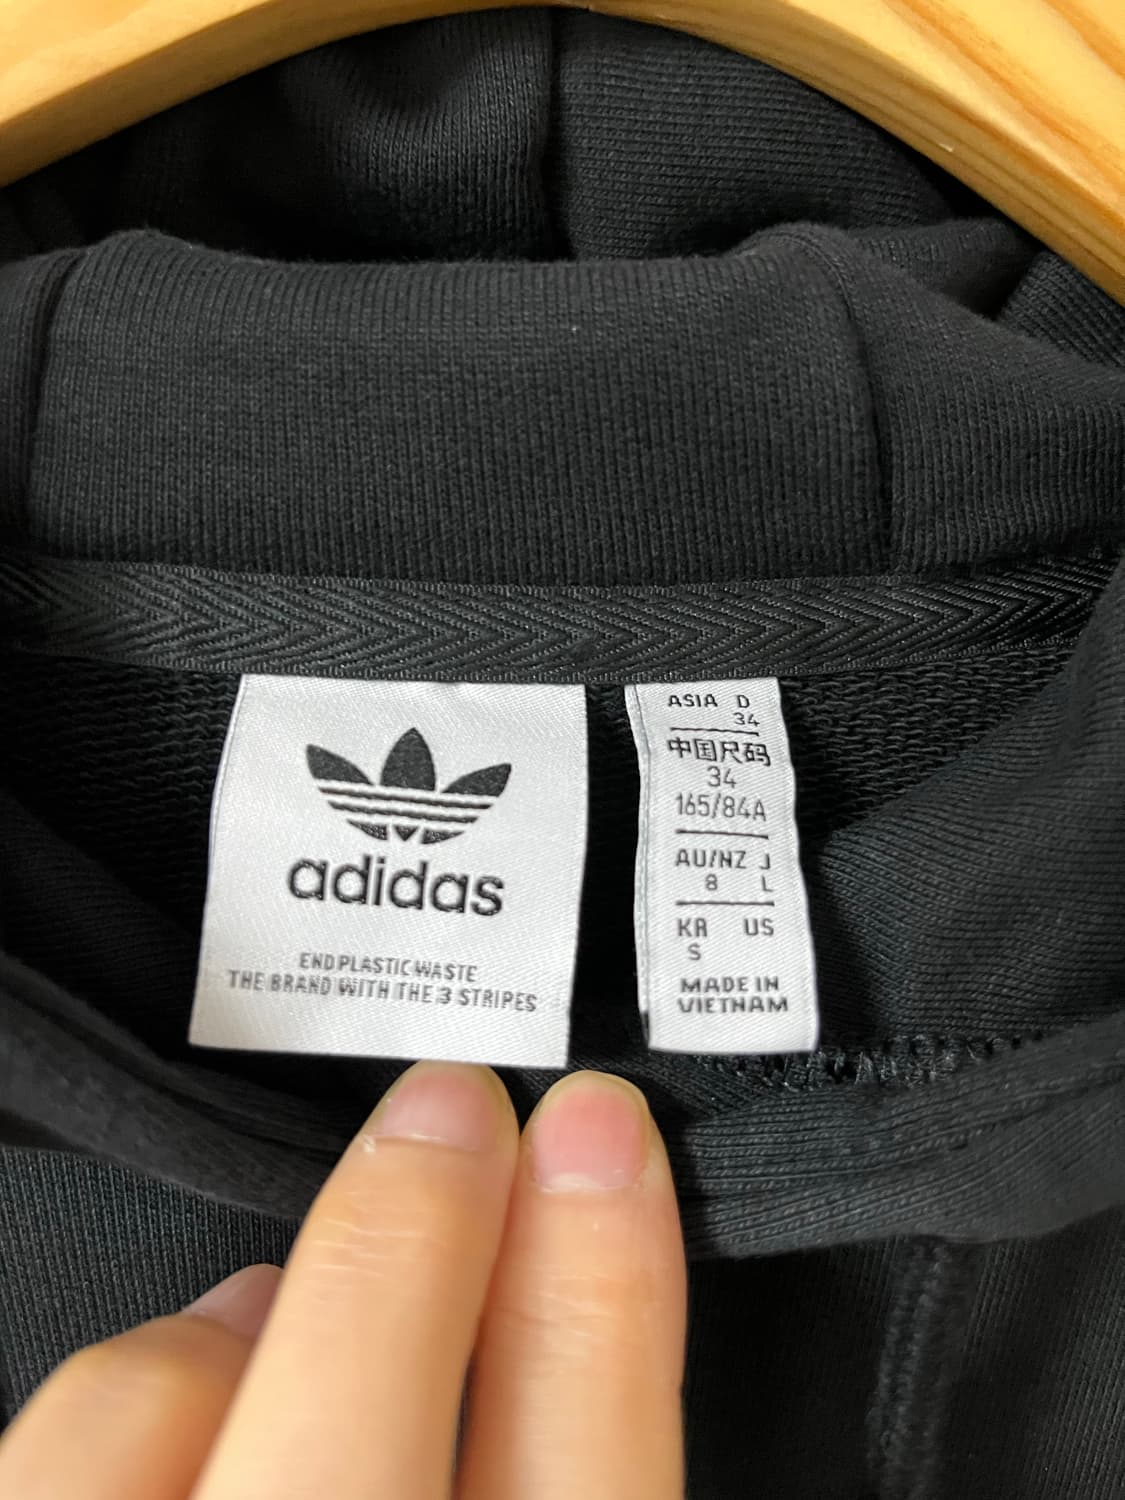 adidas
END PLASTIC WASTE
THE BRAND WITH THE 3 STRIPES
ASIA D
34
中国尺码
34
165/84A
AU/NZ J
8 L
KR US
S
MADE IN
VIETNAM